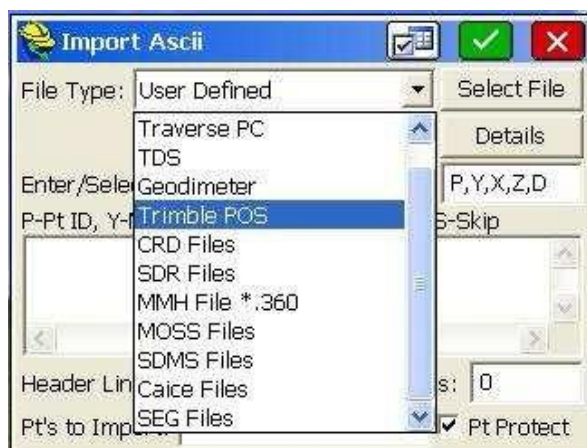 Import Ascii
File Type: User Defined Select File
Traverse PC
Details
TDS
Enter/Sele Geodimeter P,Y,X,Z,D
P-Pt ID, Y- Trimble POS S-Skip
CRD Files
SDR Files
MMH File *.360
MOSS Files
SDMS Files
Header Lin Caice Files s: 0
Pt's to Impo SEG Files Pt Protect